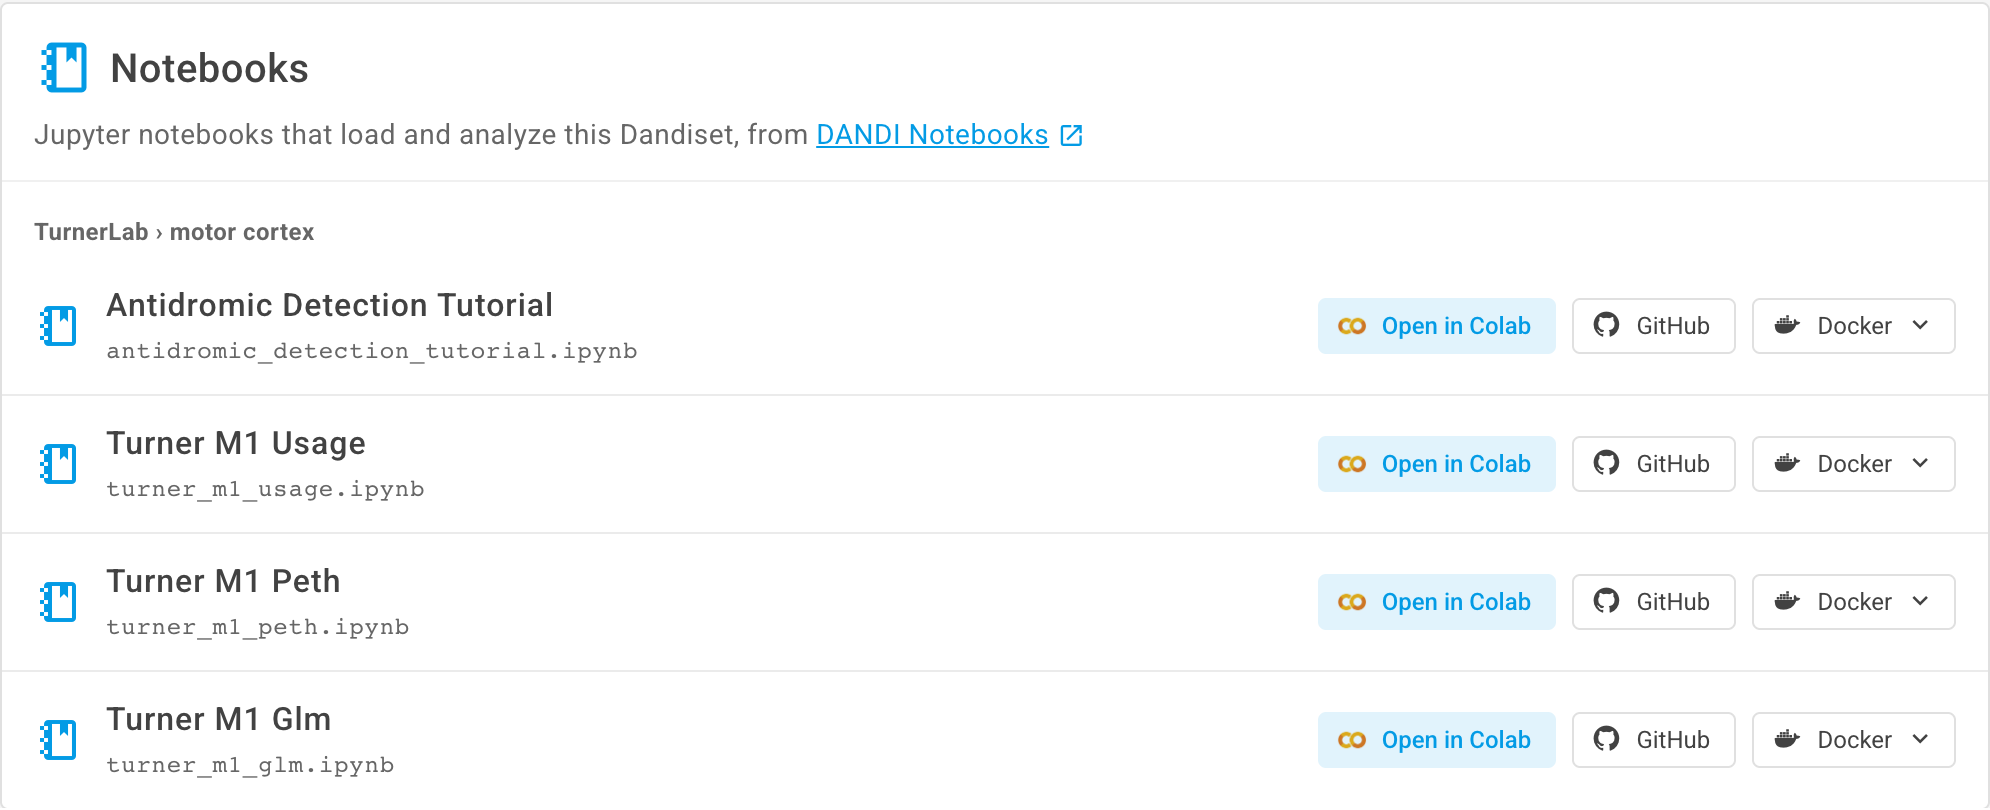 Notebooks
Jupyter notebooks that load and analyze this Dandiset, from DANDI Notebooks
TurnerLab › motor cortex
Antidromic Detection Tutorial
antidromic_detection_tutorial.ipynb
Open in Colab
GitHub
Docker
Turner M1 Usage
turner_m1_usage.ipynb
Open in Colab
GitHub
Docker
Turner M1 Peth
turner_m1_peth.ipynb
Open in Colab
GitHub
Docker
Turner M1 Glm
turner_m1_glm.ipynb
Open in Colab
GitHub
Docker